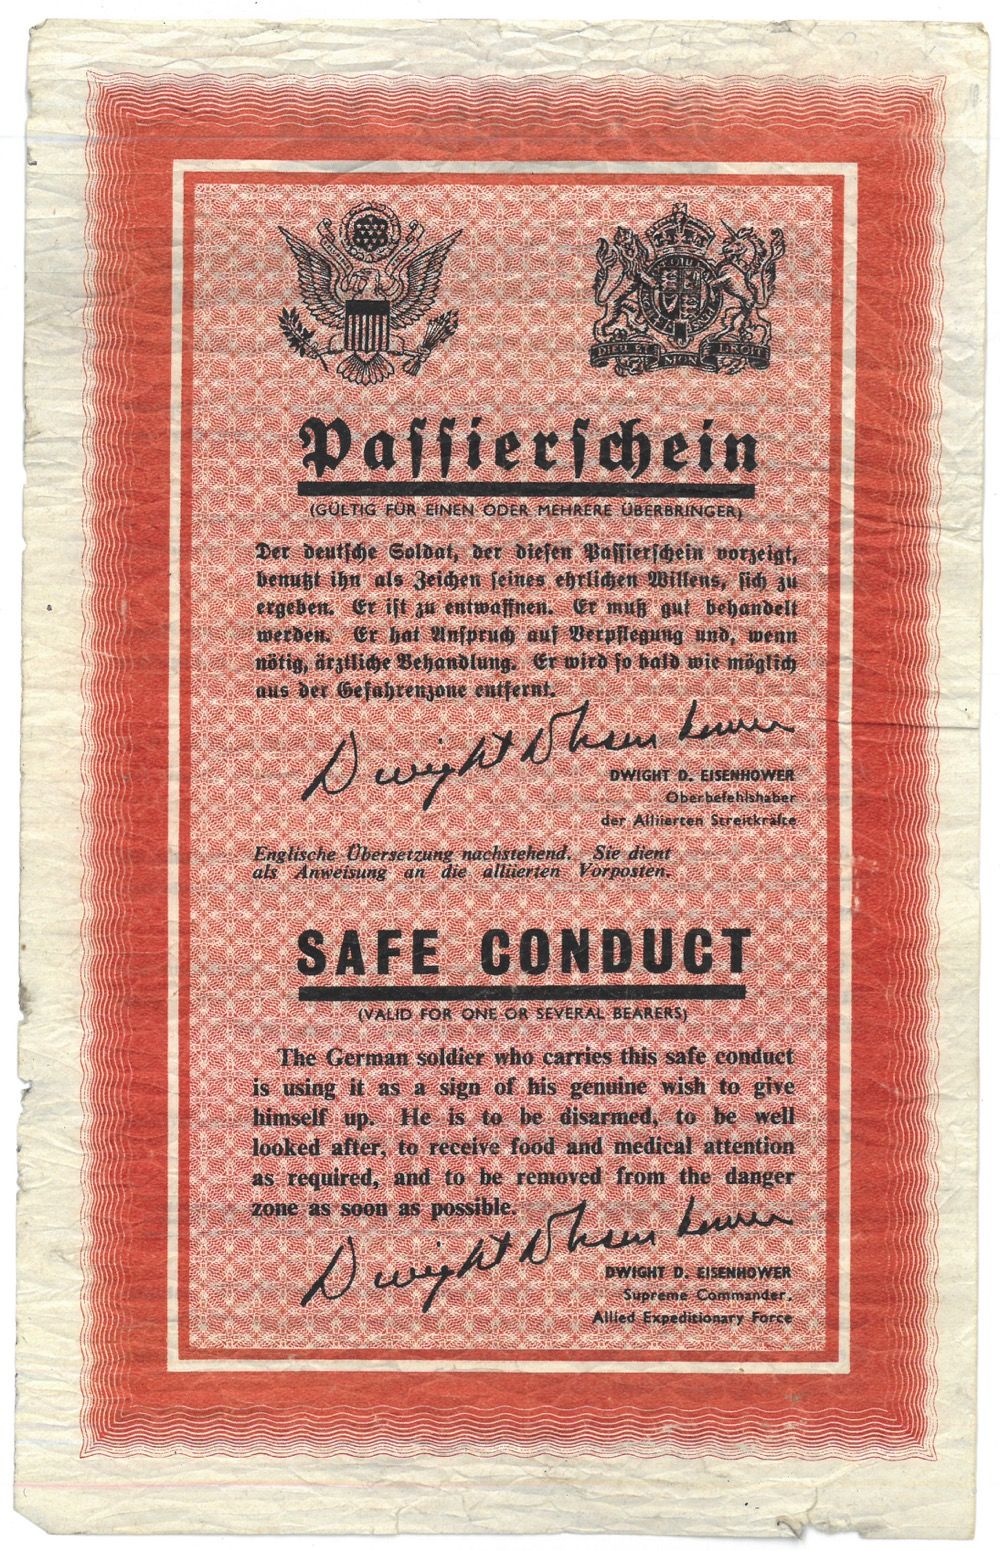 DIEU ET MON DROIT
Passierschein
(GÜLTIG FÜR EINEN ODER MEHRERE ÜBERBRINGER)
Der deutsche Soldat, der diesen Passierschein vorzeigt,
benutzt ihn als Zeichen seines ehrlichen Willens, sich zu
ergeben. Er ist zu entwaffnen. Er muß gut behandelt
werden. Er hat Anspruch auf Verpflegung und, wenn
nötig, ärztliche Behandlung. Er wird so bald wie möglich
aus der Gefahrenzone entfernt.
Dwight D Eisenhower
DWIGHT D. EISENHOWER
Oberbefehlshaber
der Alliierten Streitkräfte
Englische Übersetzung nachstehend. Sie dient
als Anweisung an die alliierten Vorposten.
SAFE CONDUCT
(VALID FOR ONE OR SEVERAL BEARERS)
The German soldier who carries this safe conduct
is using it as a sign of his genuine wish to give
himself up. He is to be disarmed, to be well
looked after, to receive food and medical attention
as required, and to be removed from the danger
zone as soon as possible.
Dwight D Eisenhower
DWIGHT D. EISENHOWER
Supreme Commander,
Allied Expeditionary Force